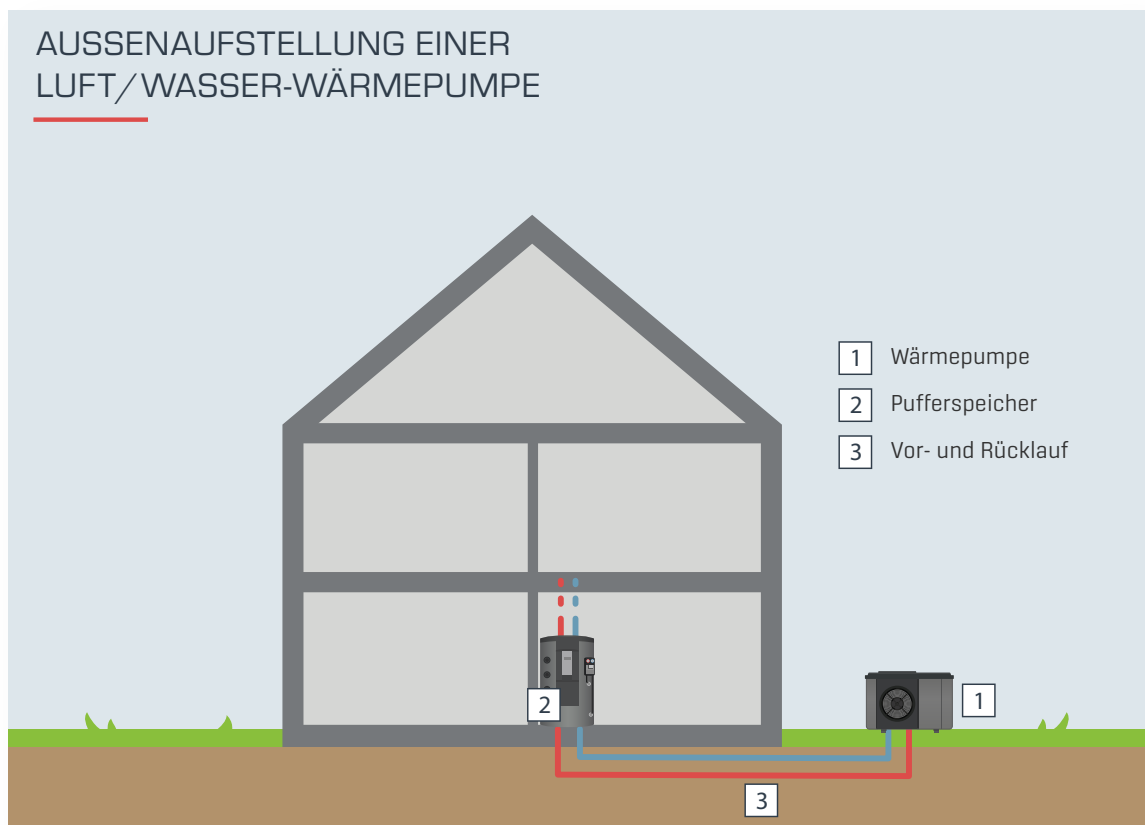 AUSSENAUFSTELLUNG EINER
LUFT/WASSER-WÄRMEPUMPE
1 Wärmepumpe
2 Pufferspeicher
3 Vor- und Rücklauf
2
1
3